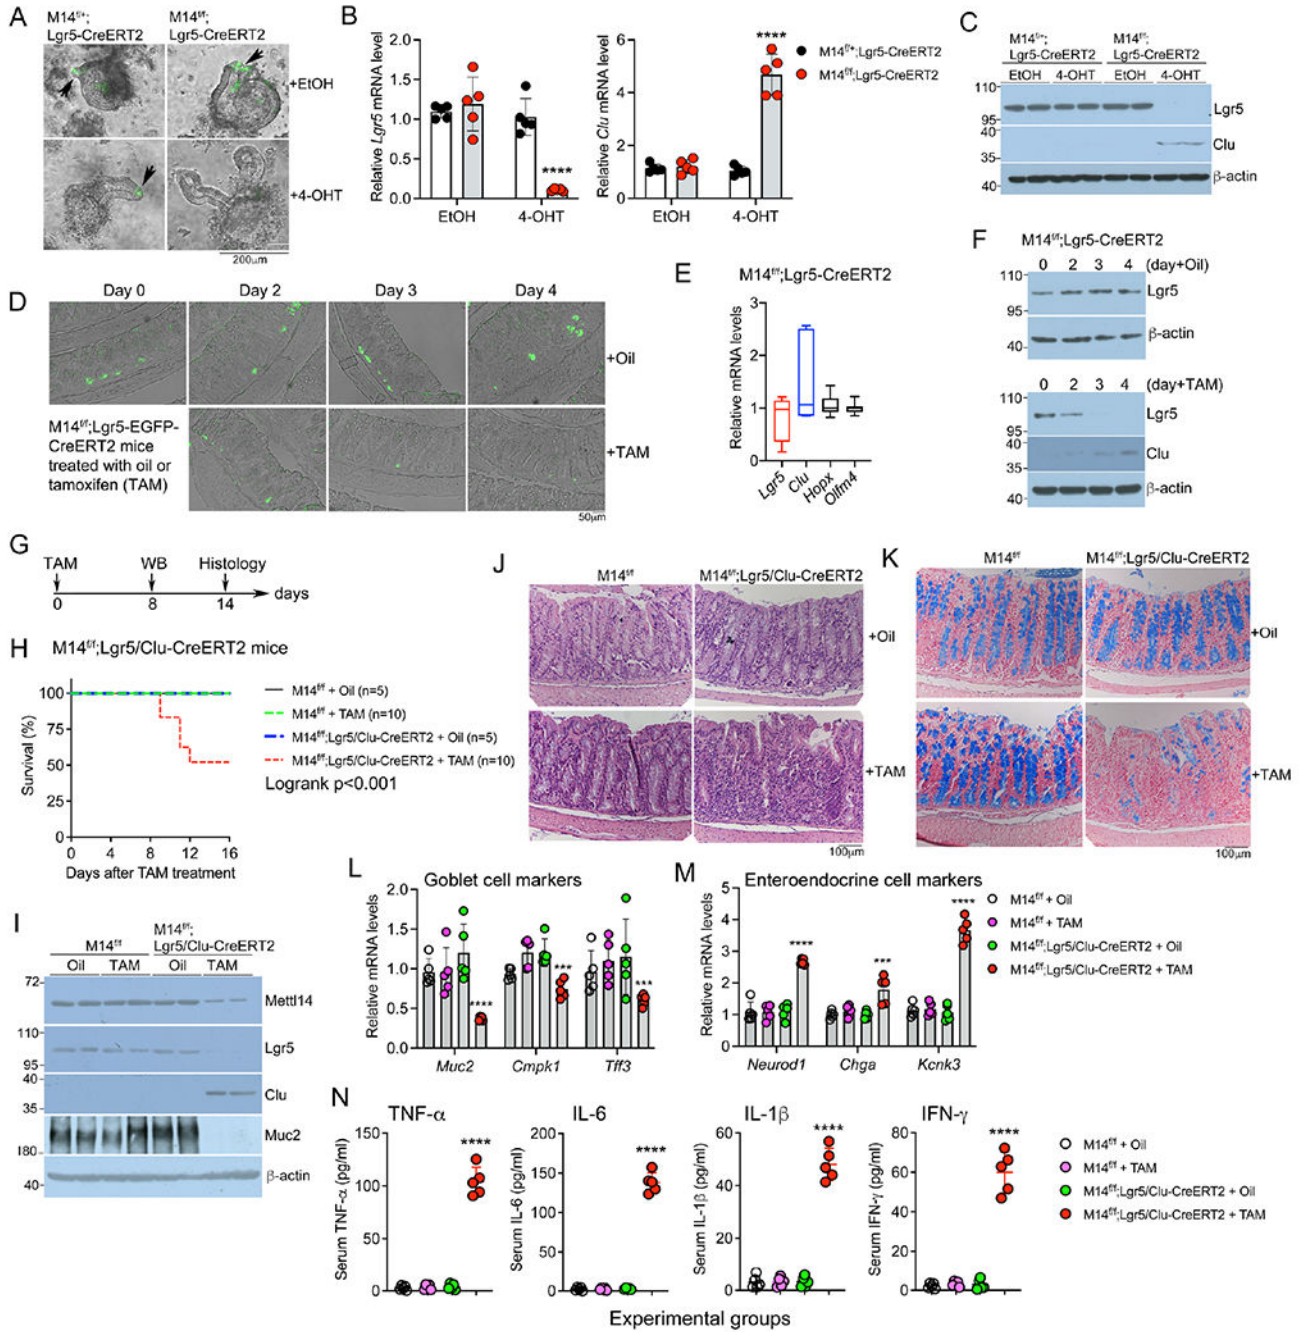 A
M14f/+;
Lgr5-CreERT2
M14f/f;
Lgr5-CreERT2
+EtOH
+4-OHT
200µm
B
Relative Lgr5 mRNA level
2.0
1.5
1.0
0.5
0.0
****
EtOH
4-OHT
Relative Clu mRNA level
6
4
2
0
****
EtOH
4-OHT
M14f/+;Lgr5-CreERT2
M14f/f;Lgr5-CreERT2
C
M14f/+;
Lgr5-CreERT2
M14f/f;
Lgr5-CreERT2
EtOH 4-OHT EtOH 4-OHT
110
95
Lgr5
40
35
Clu
40
β-actin
D
Day 0
Day 2
Day 3
Day 4
+Oil
M14f/f;Lgr5-EGFP-
CreERT2 mice
treated with oil or
tamoxifen (TAM)
+TAM
50µm
E
M14f/f;Lgr5-CreERT2
Relative mRNA levels
3
2
1
0
Lgr5
Clu
Hopx
Olfm4
F
M14f/f;Lgr5-CreERT2
0 2 3 4 (day+Oil)
110
95
Lgr5
40
β-actin
0 2 3 4 (day+TAM)
Lgr5
40
35
Clu
40
β-actin
G
TAM WB Histology
0 8 14 days
H
M14f/f;Lgr5/Clu-CreERT2 mice
Survival (%)
100
75
50
25
0
0 4 8 12 16
Days after TAM treatment
M14f/f + Oil (n=5)
M14f/f + TAM (n=10)
M14f/f;Lgr5/Clu-CreERT2 + Oil (n=5)
M14f/f;Lgr5/Clu-CreERT2 + TAM (n=10)
Logrank p<0.001
I
M14f/f
M14f/f;
Lgr5/Clu-CreERT2
Oil TAM Oil TAM
72
Mettl14
110
95
Lgr5
40
35
Clu
180
Muc2
40
β-actin
J
M14f/f
M14f/f;Lgr5/Clu-CreERT2
+Oil
+TAM
100µm
K
M14f/f
M14f/f;Lgr5/Clu-CreERT2
+Oil
+TAM
100µm
L
Goblet cell markers
Relative mRNA levels
2.0
1.5
1.0
0.5
0.0
****
***
***
Muc2 Cmpk1 Tff3
M
Enteroendocrine cell markers
Relative mRNA levels
5
4
3
2
1
0
****
***
****
Neurod1 Chga Kcnk3
M14f/f + Oil
M14f/f + TAM
M14f/f;Lgr5/Clu-CreERT2 + Oil
M14f/f;Lgr5/Clu-CreERT2 + TAM
N
TNF-α
Serum TNF-α (pg/ml)
150
100
50
0
****
IL-6
Serum IL-6 (pg/ml)
200
150
100
50
0
****
IL-1β
Serum IL-1β (pg/ml)
60
40
20
0
****
IFN-γ
Serum IFN-γ (pg/ml)
80
60
40
20
0
****
M14f/f + Oil
M14f/f + TAM
M14f/f;Lgr5/Clu-CreERT2 + Oil
M14f/f;Lgr5/Clu-CreERT2 + TAM
Experimental groups